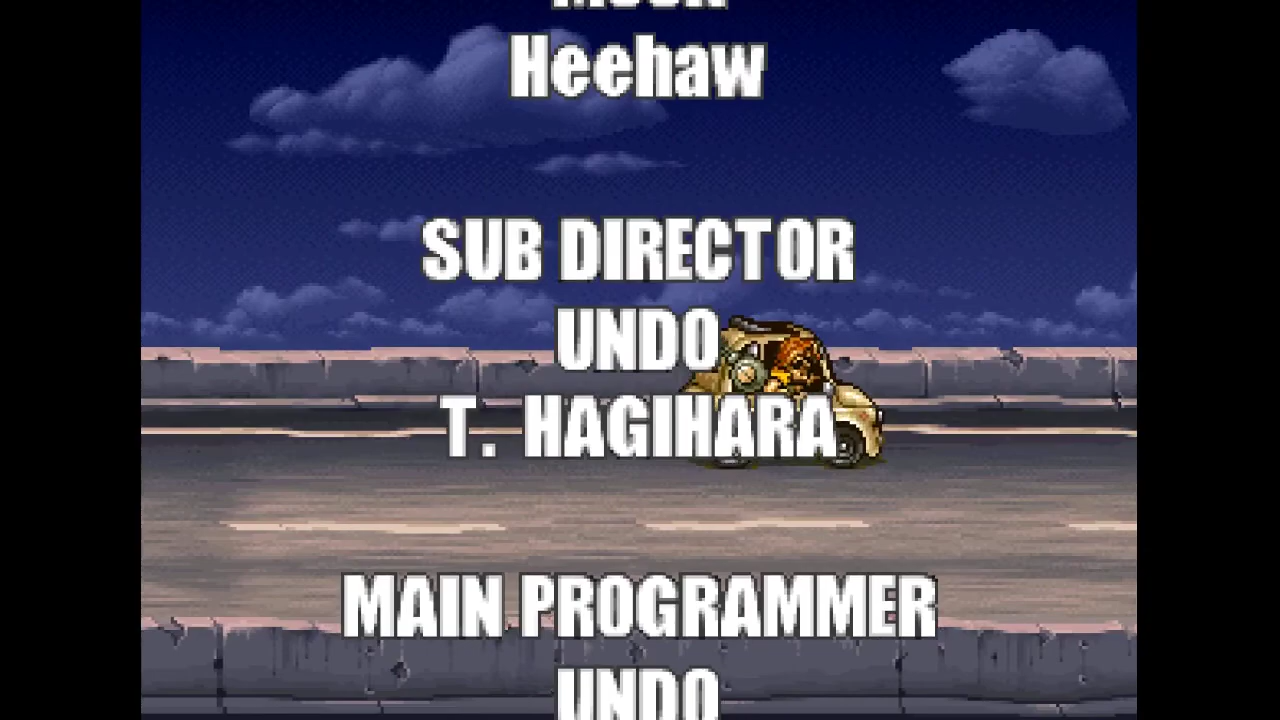 Heehaw
SUB DIRECTOR
UNDO
T. HAGIHARA
MAIN PROGRAMMER
UNDO